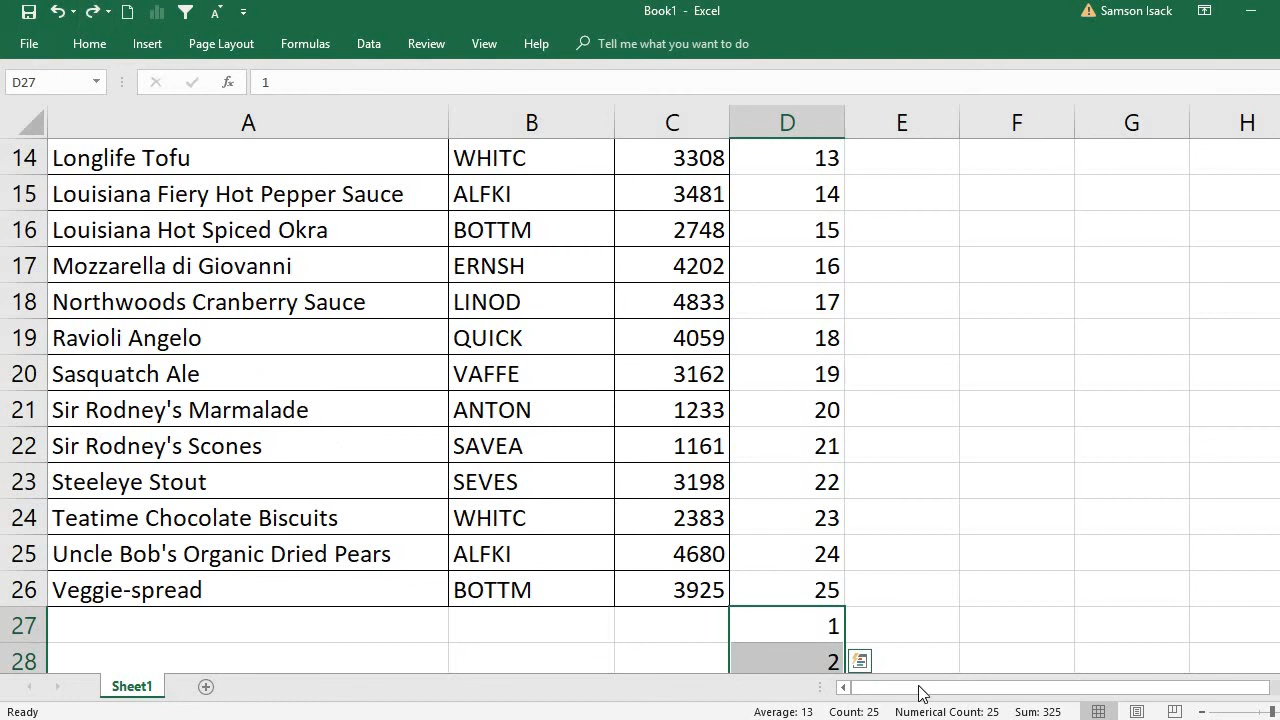 Book1 - Excel
Samson Isack
File Home Insert Page Layout Formulas Data Review View Help Tell me what you want to do
D27 fx 1
A B C D E F G H
14 Longlife Tofu WHITC 3308 13
15 Louisiana Fiery Hot Pepper Sauce ALFKI 3481 14
16 Louisiana Hot Spiced Okra BOTTM 2748 15
17 Mozzarella di Giovanni ERNSH 4202 16
18 Northwoods Cranberry Sauce LINOD 4833 17
19 Ravioli Angelo QUICK 4059 18
20 Sasquatch Ale VAFFE 3162 19
21 Sir Rodney's Marmalade ANTON 1233 20
22 Sir Rodney's Scones SAVEA 1161 21
23 Steeleye Stout SEVES 3198 22
24 Teatime Chocolate Biscuits WHITC 2383 23
25 Uncle Bob's Organic Dried Pears ALFKI 4680 24
26 Veggie-spread BOTTM 3925 25
27 1
28 2
Sheet1
Ready Average: 13 Count: 25 Numerical Count: 25 Sum: 325